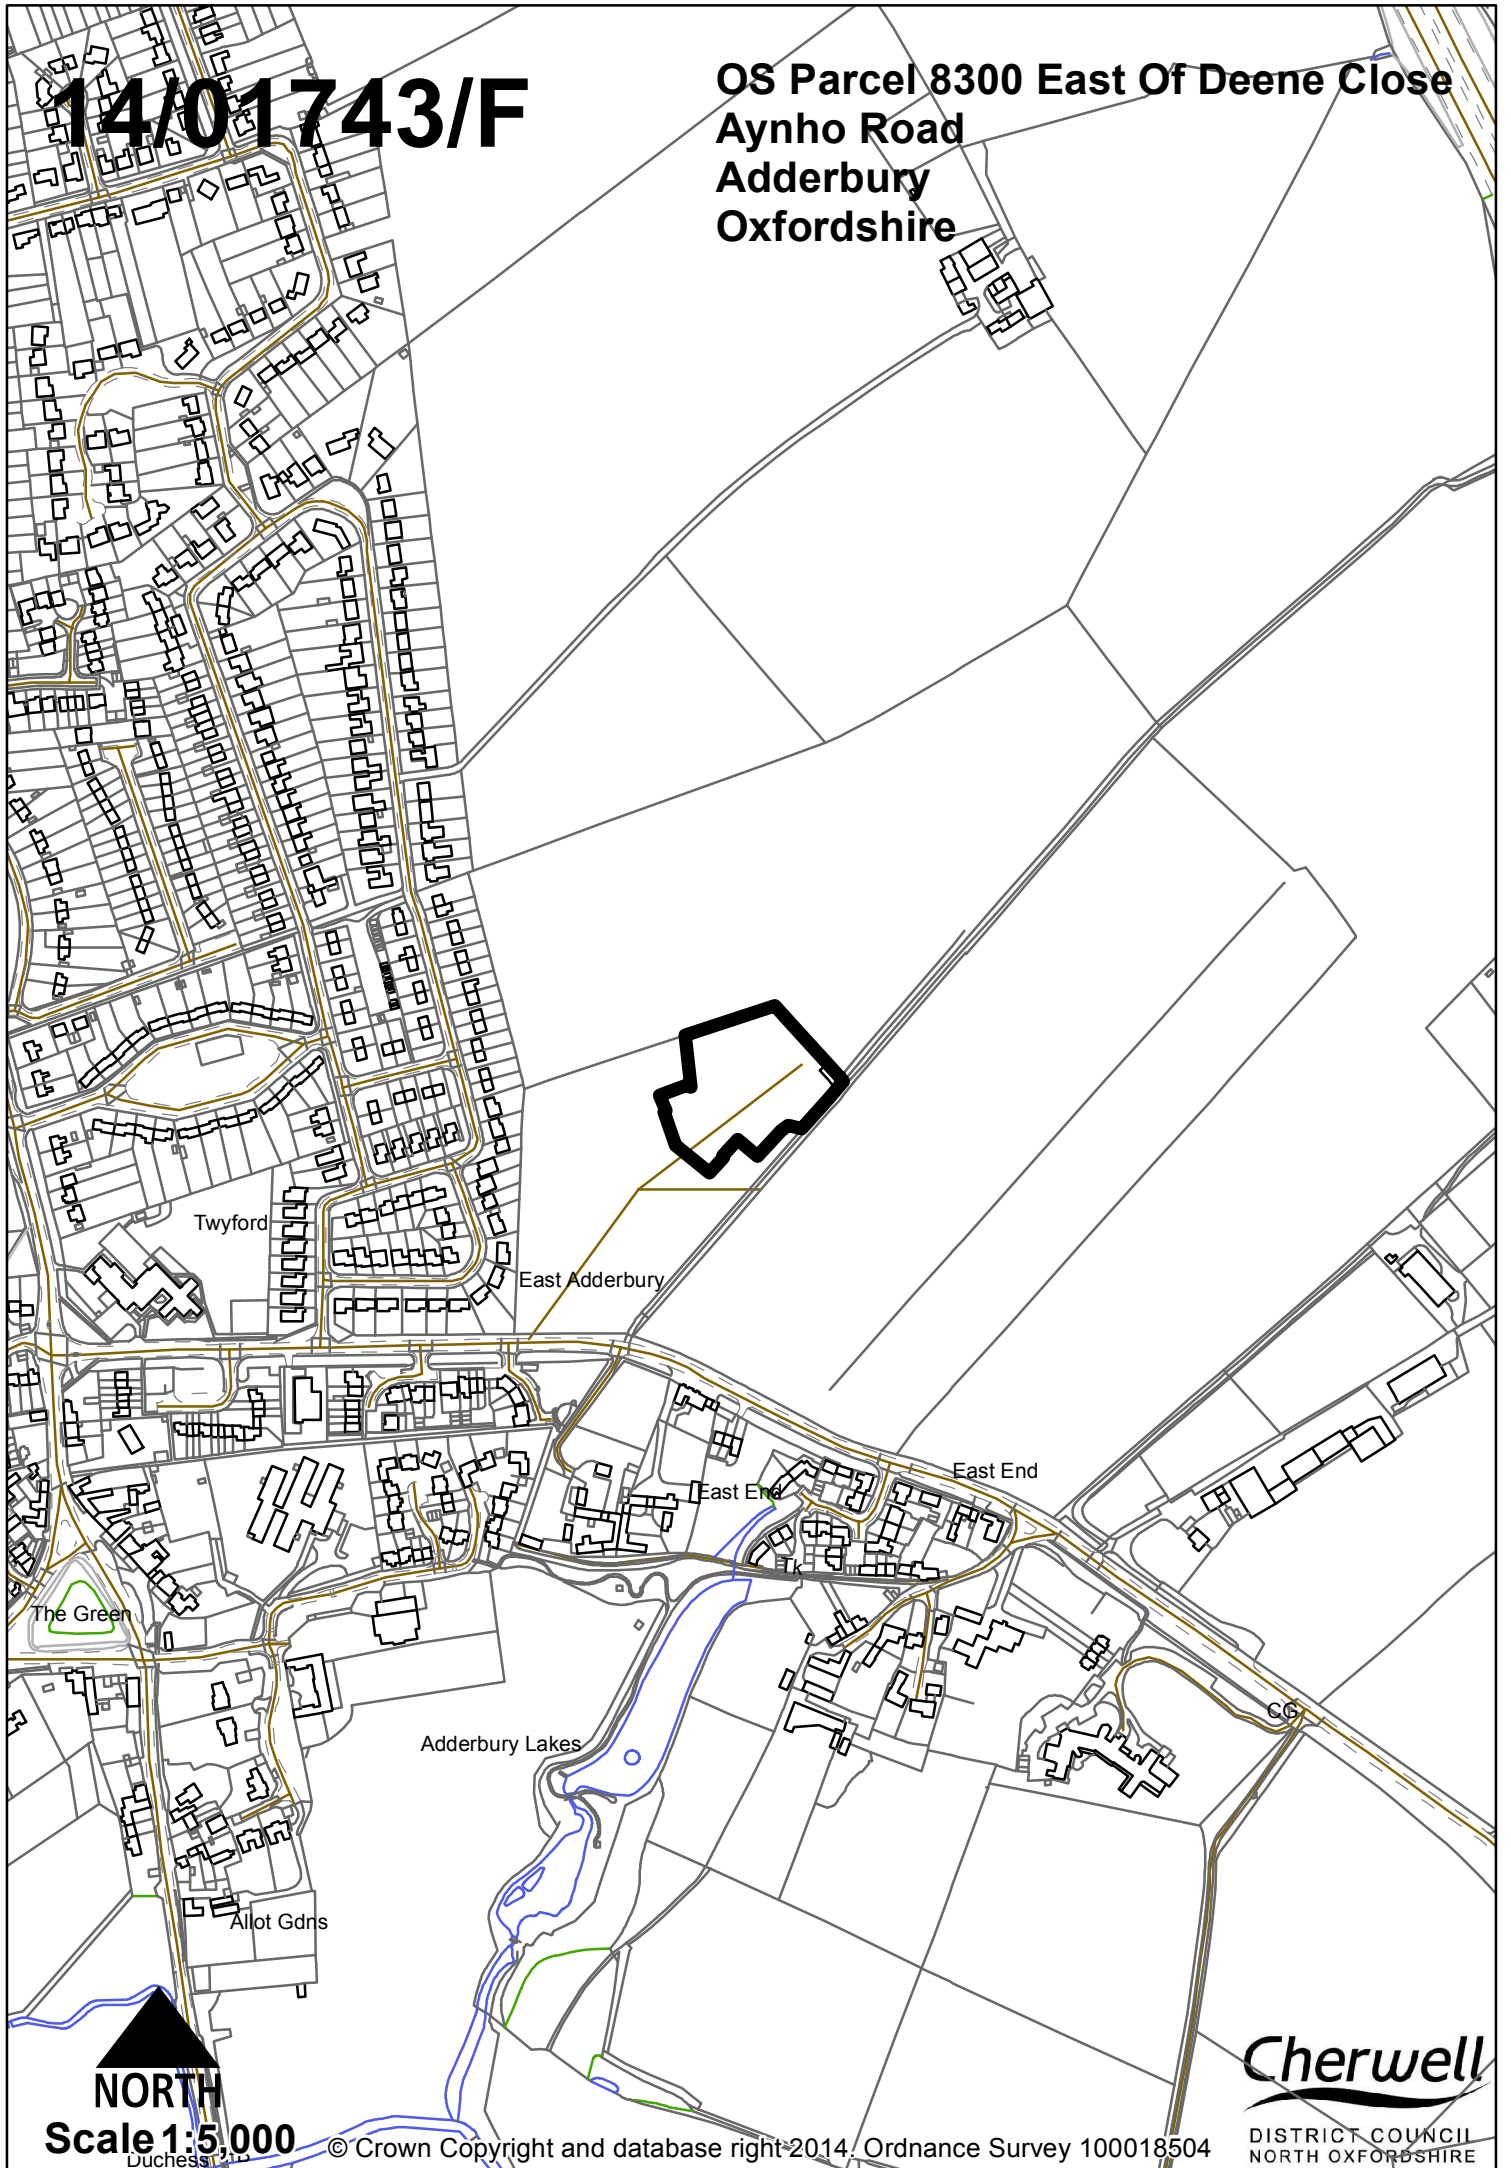 14/01743/F
OS Parcel 8300 East Of Deene Close
Aynho Road
Adderbury
Oxfordshire
Twyford
East Adderbury
East End
East End
Tk
The Green
CG
Adderbury Lakes
Allot Gdns
NORTH
Scale 1:5,000
Duchess
© Crown Copyright and database right 2014. Ordnance Survey 100018504
Cherwell
DISTRICT COUNCIL
NORTH OXFORDSHIRE